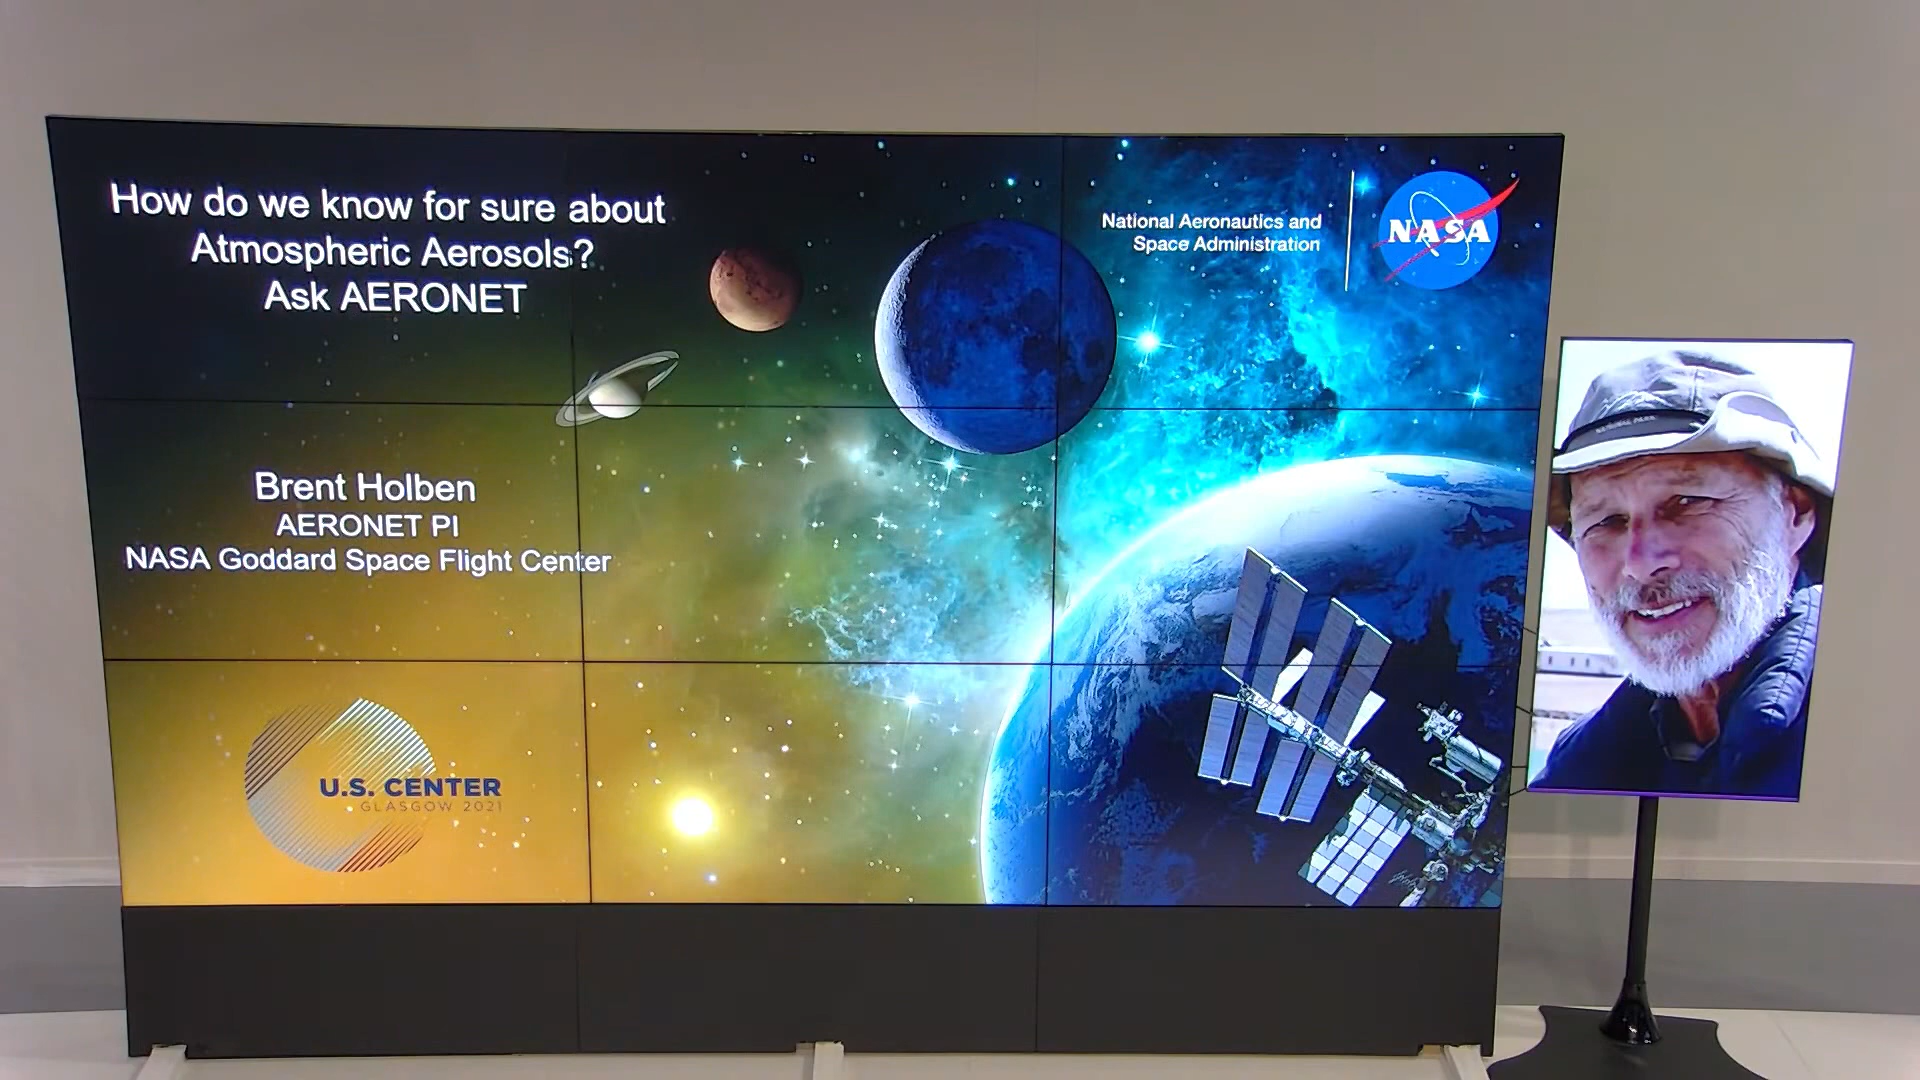 How do we know for sure about
Atmospheric Aerosols?
Ask AERONET
National Aeronautics and
Space Administration
NASA
Brent Holben
AERONET PI
NASA Goddard Space Flight Center
U.S. CENTER
GLASGOW 2021